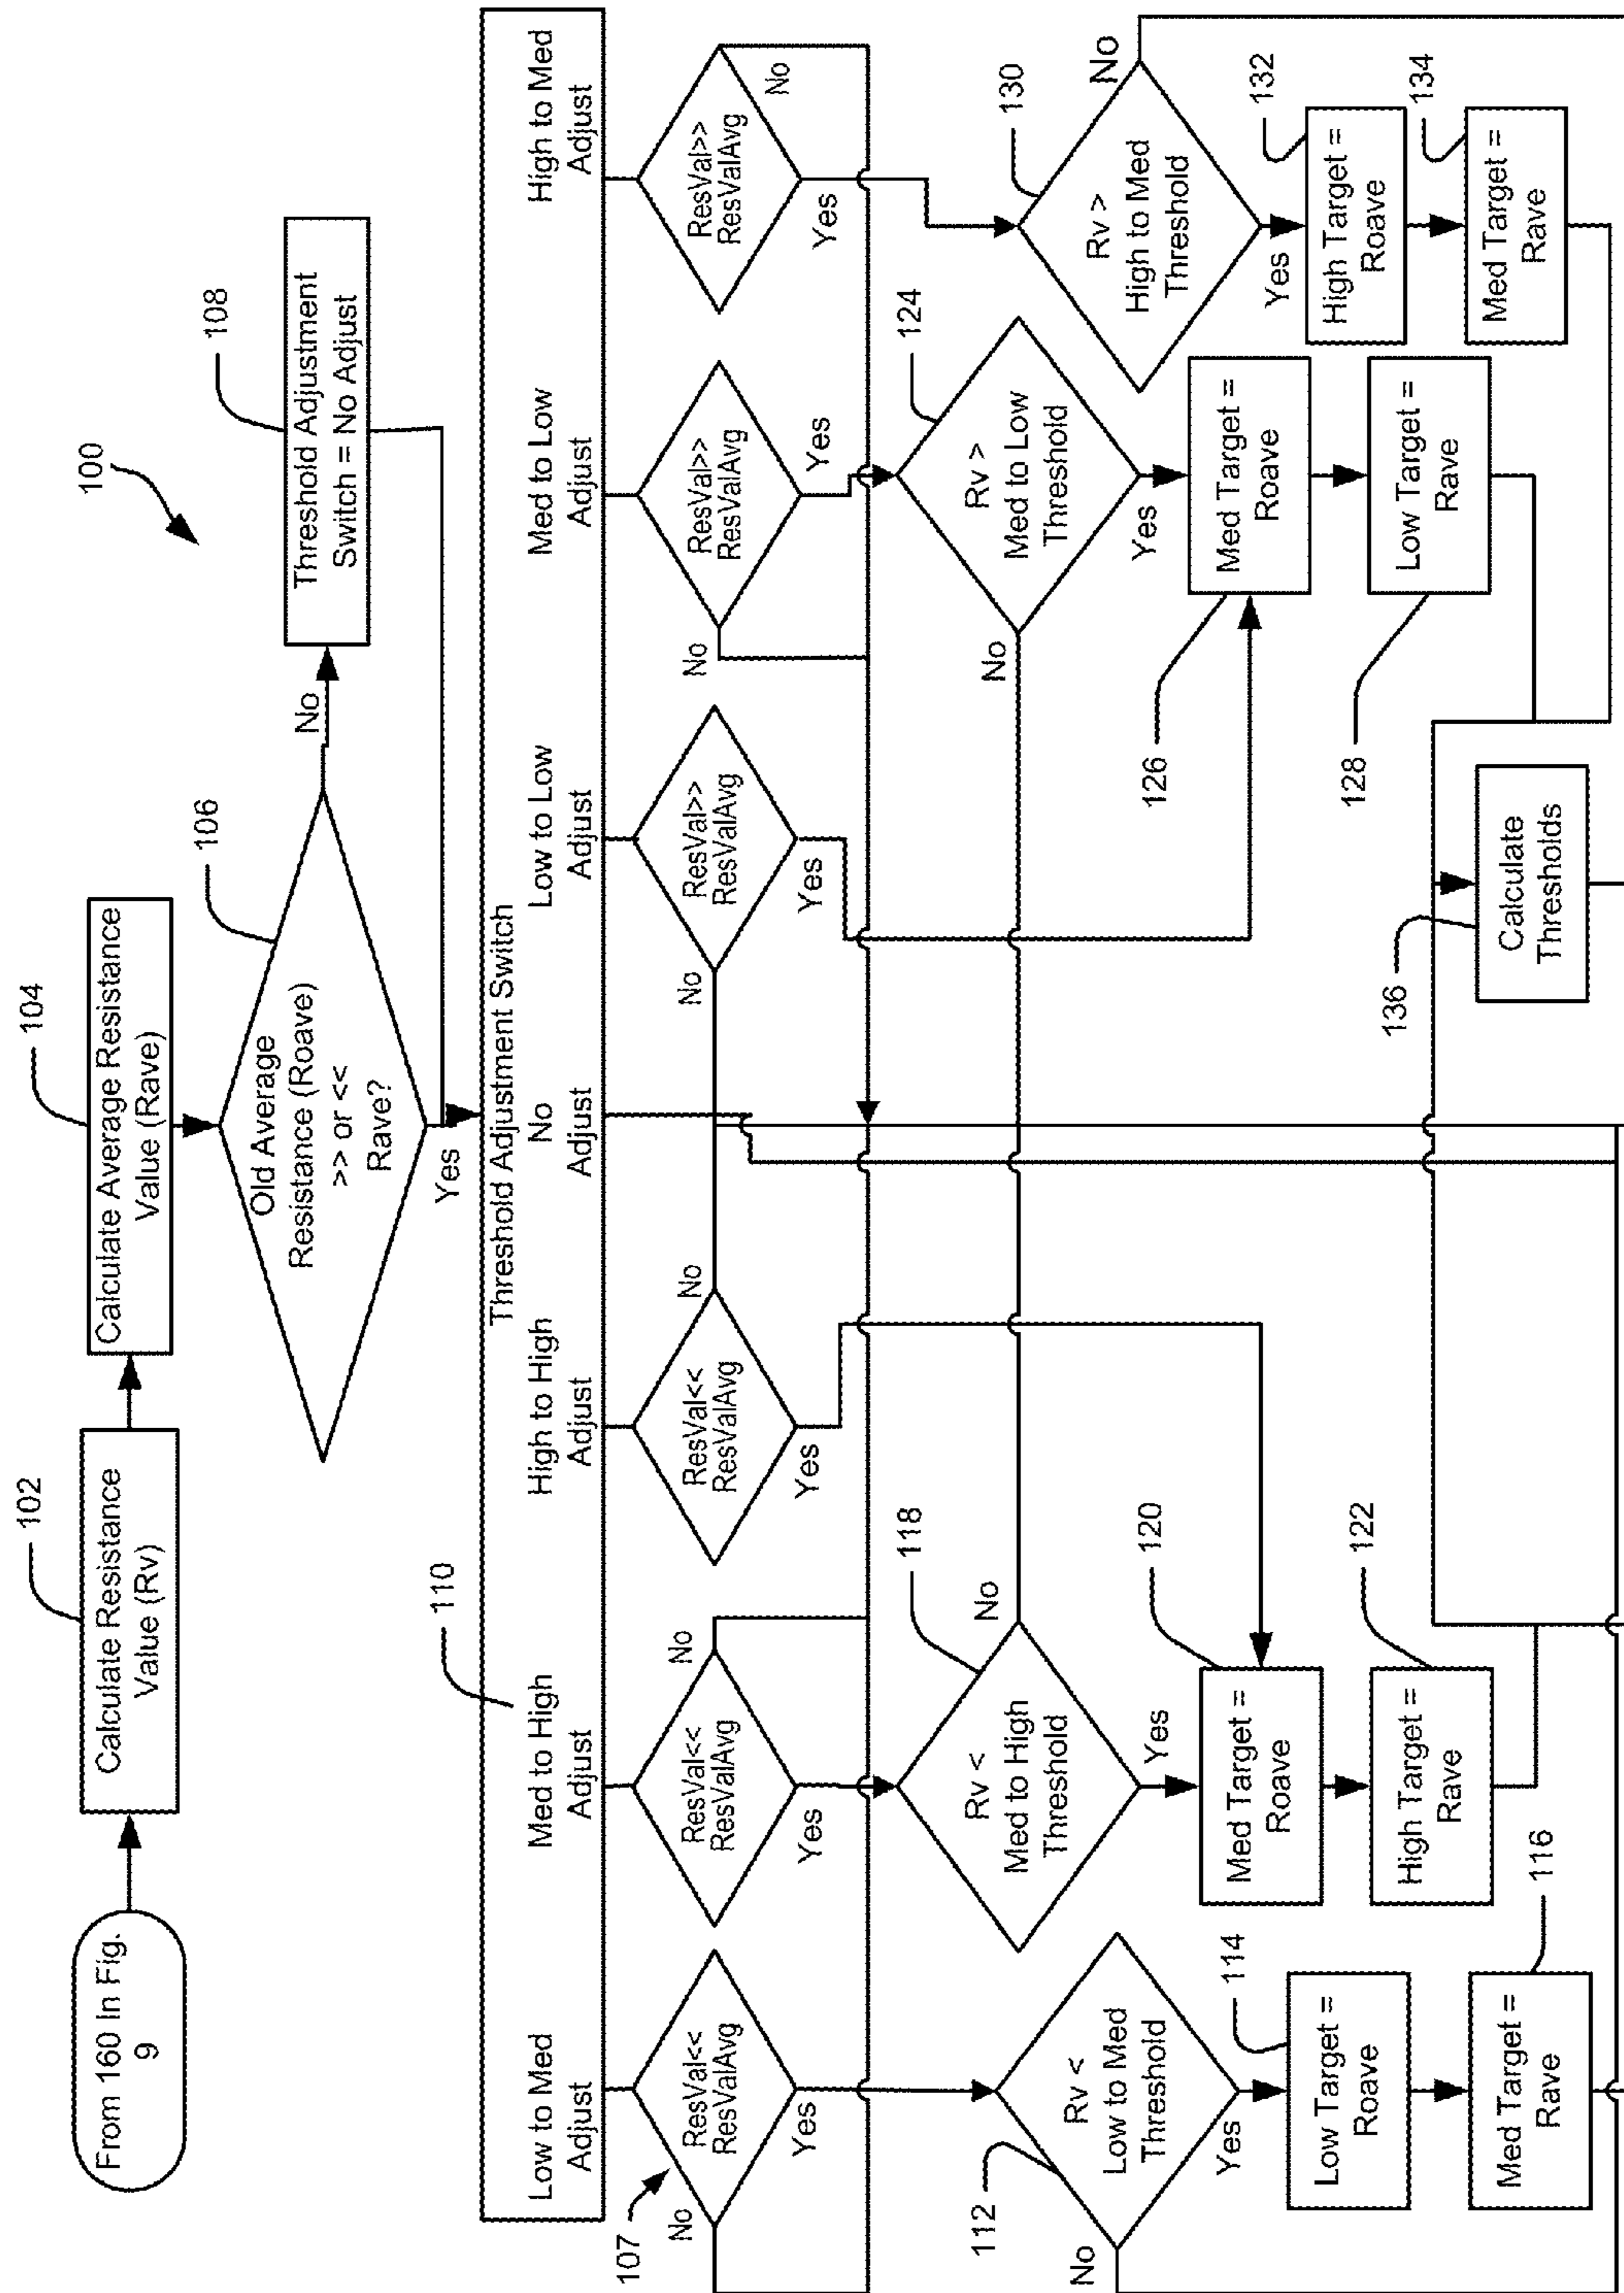 100
From 160 In Fig.
9
102
Calculate Resistance
Value (Rv)
104
Calculate Average Resistance
Value (Rave)
106
Old Average
Resistance (Roave)
>> or <<
Rave?
No
Yes
108
Threshold Adjustment
Switch = No Adjust
110
Threshold Adjustment Switch
Low to Med
Adjust
Med to High
Adjust
High to High
Adjust
No
Adjust
Low to Low
Adjust
Med to Low
Adjust
High to Med
Adjust
107
ResVal<<
ResValAvg
No
Yes
ResVal<<
ResValAvg
No
Yes
ResVal<<
ResValAvg
No
Yes
ResVal>>
ResValAvg
No
Yes
ResVal>>
ResValAvg
No
Yes
ResVal>>
ResValAvg
No
Yes
112
Rv <
Low to Med
Threshold
No
Yes
114
Low Target =
Roave
116
Med Target =
Rave
118
Rv <
Med to High
Threshold
No
Yes
120
Med Target =
Roave
122
High Target =
Rave
124
Rv >
Med to Low
Threshold
No
Yes
126
Med Target =
Roave
128
Low Target =
Rave
130
Rv >
High to Med
Threshold
No
Yes
132
High Target =
Roave
134
Med Target =
Rave
136
Calculate
Thresholds